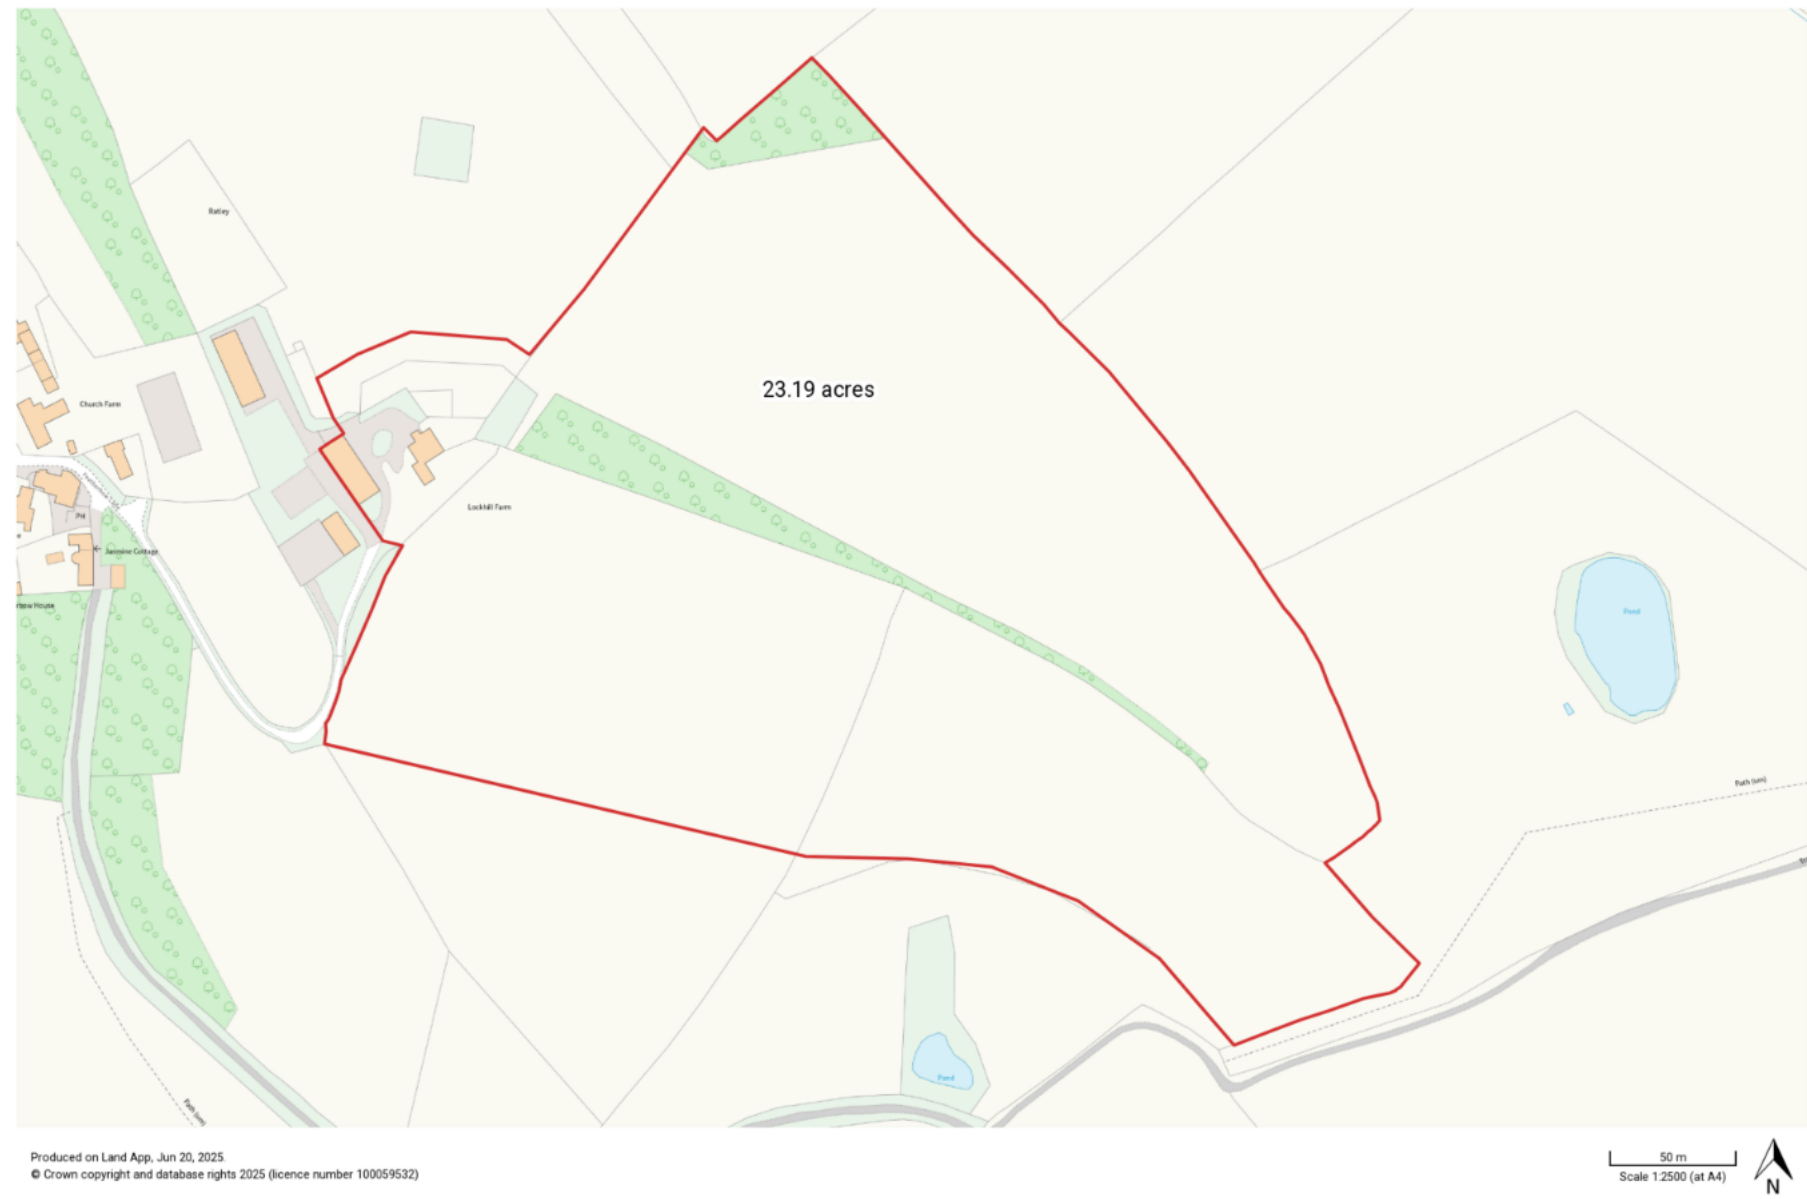 Ratley
23.19 acres
Church Farm
Lockhill Farm
PH
Jasmine Cottage
House
Pond
Path (um)
Pond
Path (um)
Produced on Land App, Jun 20, 2025.
© Crown copyright and database rights 2025 (licence number 100059532)
50 m
Scale 1:2500 (at A4)
N